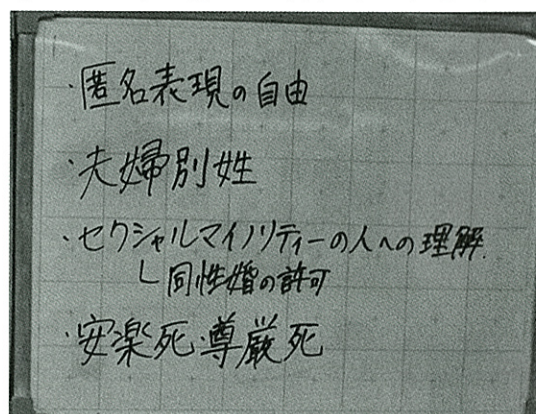 ・匿名表現の自由
・夫婦別姓
・セクシャルマイノリティーの人への理解.
└同性婚の許可
・安楽死・尊厳死